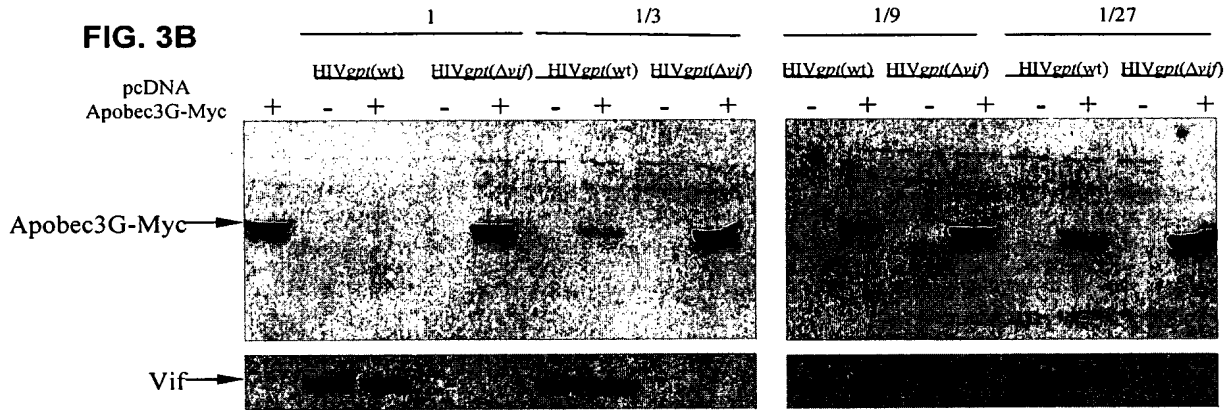 FIG. 3B
1 1/3 1/9 1/27
HIVgpt(wt) HIVgpt(Δvif) HIVgpt(wt) HIVgpt(Δvif) HIVgpt(wt) HIVgpt(Δvif) HIVgpt(wt) HIVgpt(Δvif)
pcDNA
Apobec3G-Myc + - + - + - + - + - + - + - + - +
Apobec3G-Myc
Vif